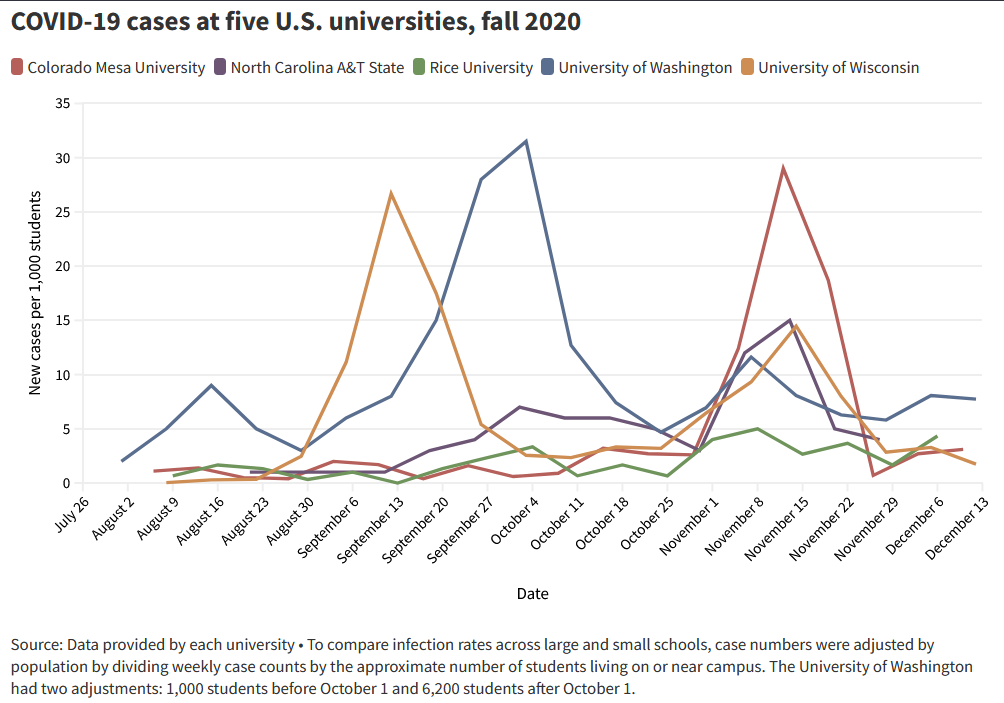 COVID-19 cases at five U.S. universities, fall 2020
Colorado Mesa University North Carolina A&T State Rice University University of Washington University of Wisconsin
35
30
25
20
15
10
5
0
New cases per 1,000 students
July 26
August 2
August 9
August 16
August 23
August 30
September 6
September 13
September 20
September 27
October 4
October 11
October 18
October 25
November 1
November 8
November 15
November 22
November 29
December 6
December 13
Date
Source: Data provided by each university • To compare infection rates across large and small schools, case numbers were adjusted by
population by dividing weekly case counts by the approximate number of students living on or near campus. The University of Washington
had two adjustments: 1,000 students before October 1 and 6,200 students after October 1.